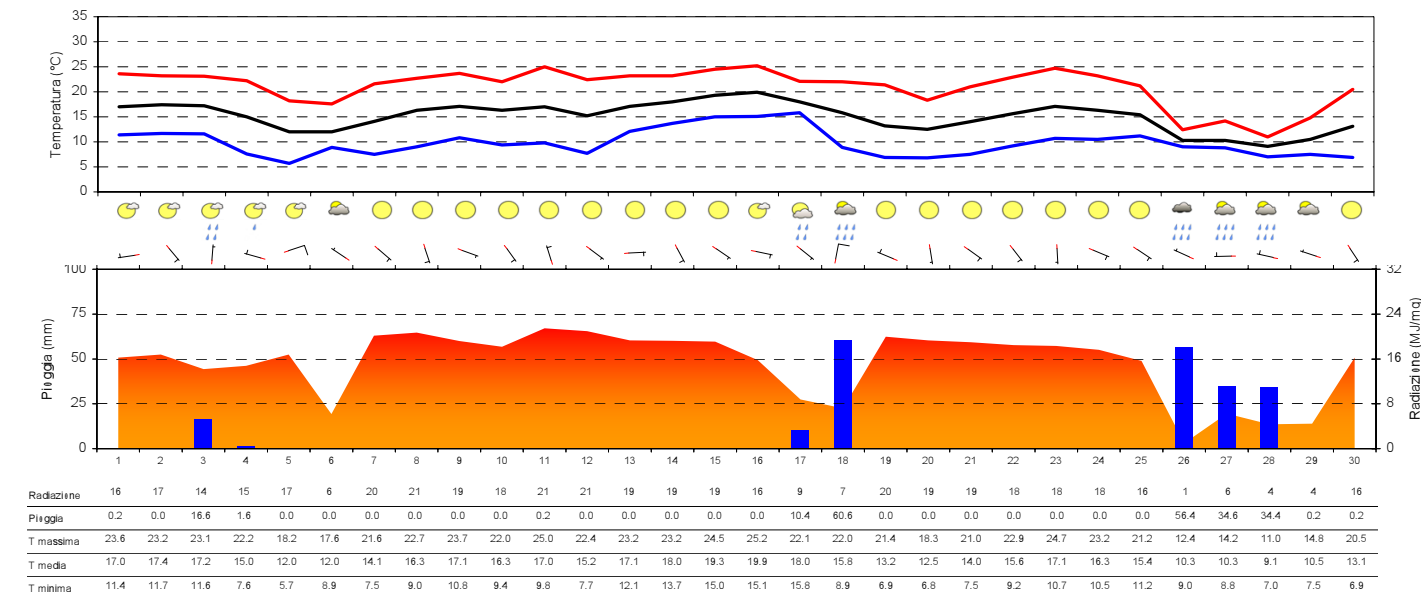 35
30
25
20
15
10
5
0
Temperatura (°C)
100
75
50
25
0
Pioggia (mm)
32
24
16
8
0
Radiazione (MJ/mq)
1 2 3 4 5 6 7 8 9 10 11 12 13 14 15 16 17 18 19 20 21 22 23 24 25 26 27 28 29 30
Radiazione 16 17 14 15 17 6 20 21 19 18 21 21 19 19 19 16 9 7 20 19 19 18 18 18 16 1 6 4 4 16
Pioggia 0.2 0.0 16.6 1.6 0.0 0.0 0.0 0.0 0.0 0.0 0.2 0.0 0.0 0.0 0.0 0.0 10.4 60.6 0.0 0.0 0.0 0.0 0.0 0.0 0.0 56.4 34.6 34.4 0.2 0.2
T massima 23.6 23.2 23.1 22.2 18.2 17.6 21.6 22.7 23.7 22.0 25.0 22.4 23.2 23.2 24.5 25.2 22.1 22.0 21.4 18.3 21.0 22.9 24.7 23.2 21.2 12.4 14.2 11.0 14.8 20.5
T media 17.0 17.4 17.2 15.0 12.0 12.0 14.1 16.3 17.1 16.3 17.0 15.2 17.1 18.0 19.3 19.9 18.0 15.8 13.2 12.5 14.0 15.6 17.1 16.3 15.4 10.3 10.3 9.1 10.5 13.1
T minima 11.4 11.7 11.6 7.6 5.7 8.9 7.5 9.0 10.8 9.4 9.8 7.7 12.1 13.7 15.0 15.1 15.8 8.9 6.9 6.8 7.5 9.2 10.7 10.5 11.2 9.0 8.8 7.0 7.5 6.9